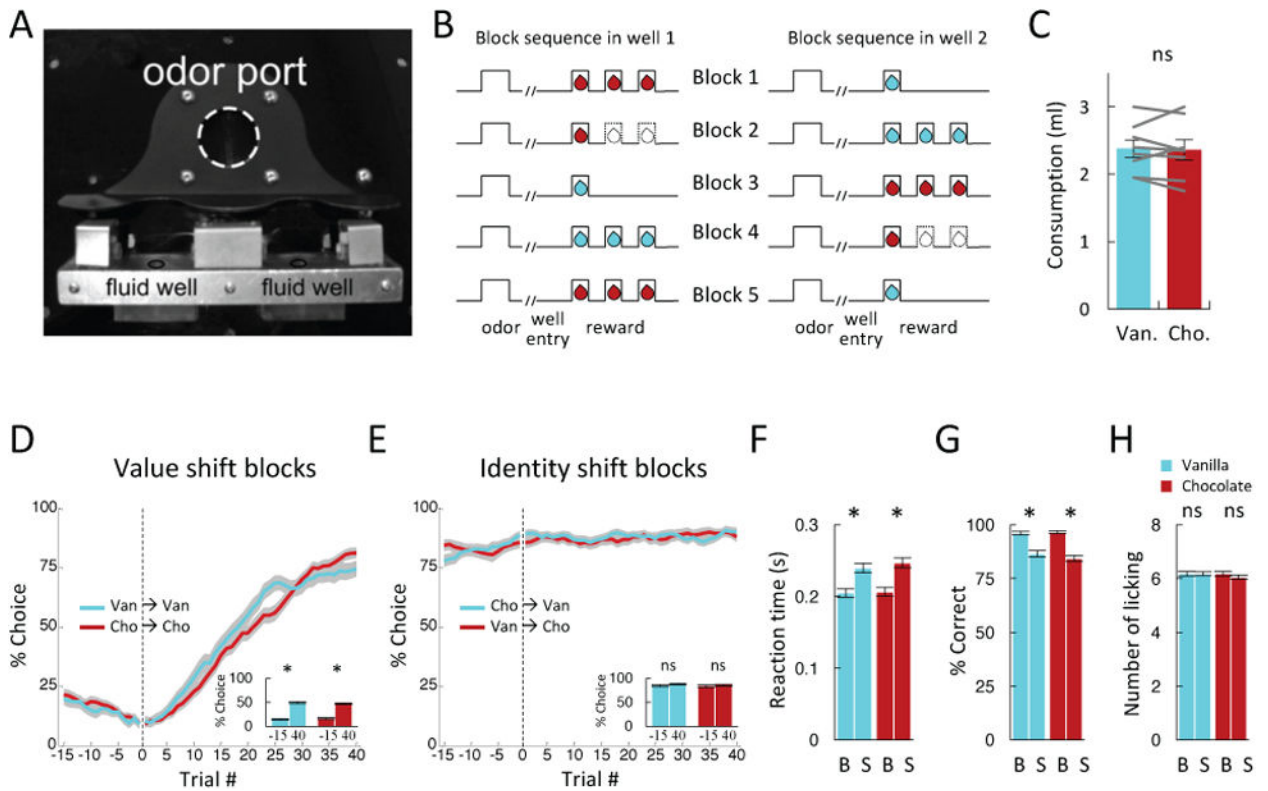 A
odor port
fluid well
fluid well
B
Block sequence in well 1
Block sequence in well 2
Block 1
Block 2
Block 3
Block 4
Block 5
odor
well
entry
reward
odor
well
entry
reward
C
ns
Consumption (ml)
3
2
1
0
Van.
Cho.
D
Value shift blocks
% Choice
100
75
50
25
0
Van → Van
Cho → Cho
% Choice
100
50
0
*
*
-15 40
-15 40
-15 -10 -5 0 5 10 15 20 25 30 35 40
Trial #
E
Identity shift blocks
% Choice
100
75
50
25
0
Cho → Van
Van → Cho
% Choice
100
50
0
ns
ns
-15 40
-15 40
-15 -10 -5 0 5 10 15 20 25 30 35 40
Trial #
F
Reaction time (s)
0.3
0.2
0.1
0
*
*
B S B S
G
% Correct
100
75
50
25
0
*
*
B S B S
H
Vanilla
Chocolate
ns
ns
Number of licking
8
6
4
2
0
B S B S